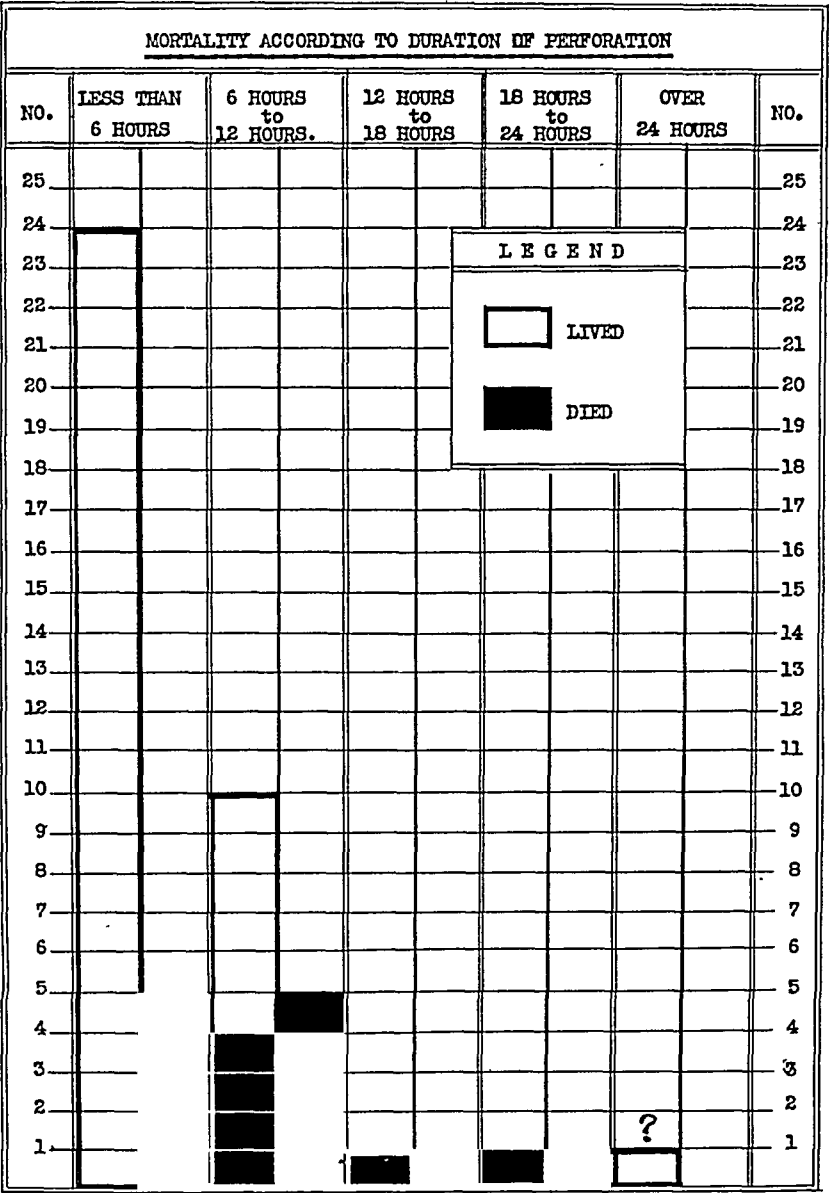 MORTALITY ACCORDING TO DURATION OF PERFORATION
NO.
LESS THAN
6 HOURS
6 HOURS
to
12 HOURS.
12 HOURS
to
18 HOURS
18 HOURS
to
24 HOURS
OVER
24 HOURS
NO.
25 25
24 24
LEGEND
23 23
22 22
LIVED
21 21
20 20
DIED
19 19
18 18
17 17
16 16
15 15
14 14
13 13
12 12
11 11
10 10
9 9
8 8
7 7
6 6
5 5
4 4
3 3
2 2
?
1 1